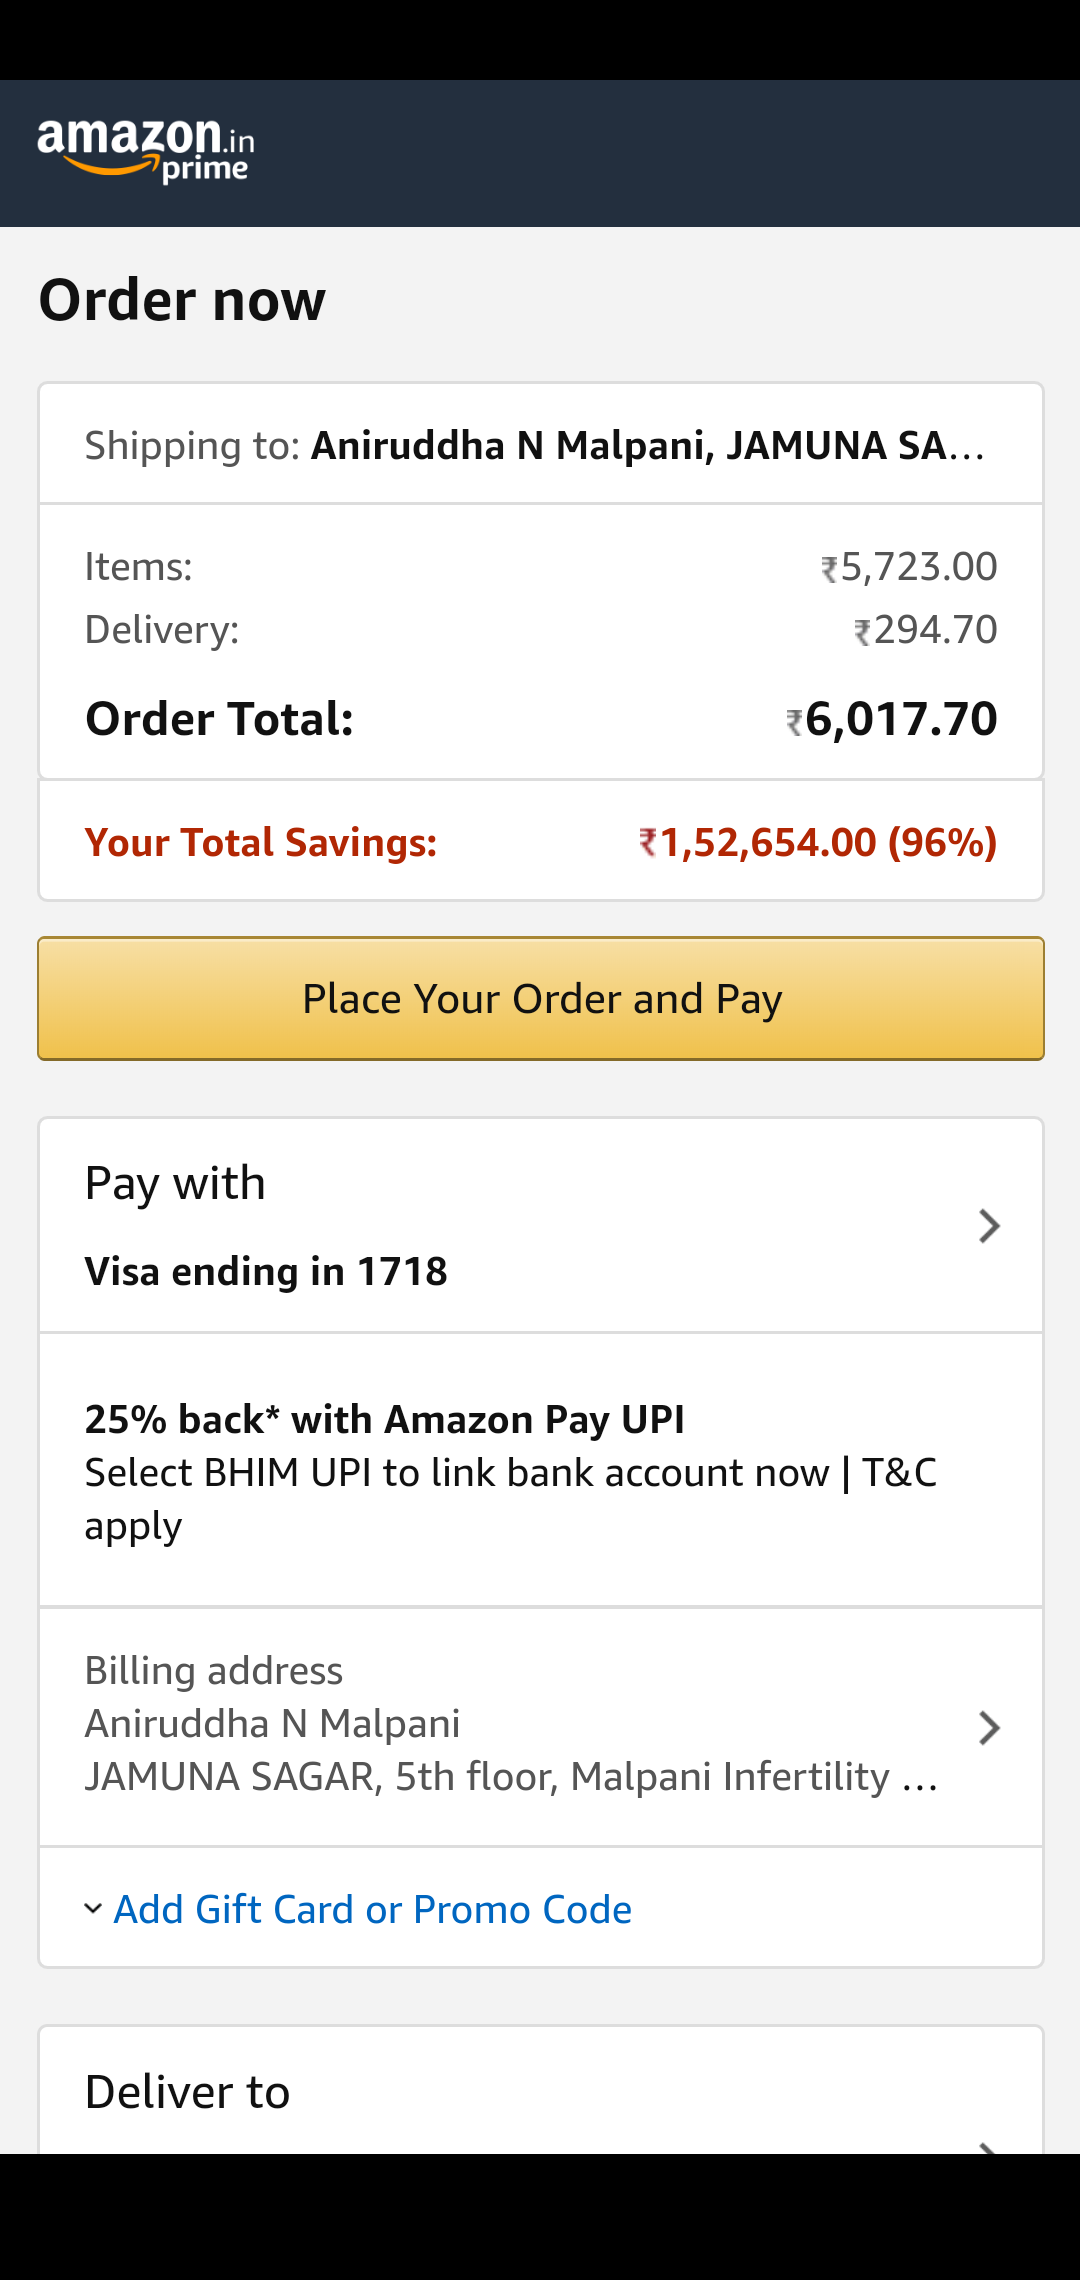 amazon.in
prime
Order now
Shipping to: Aniruddha N Malpani, JAMUNA SA...
Items: ₹5,723.00
Delivery: ₹294.70
Order Total: ₹6,017.70
Your Total Savings: ₹1,52,654.00 (96%)
Place Your Order and Pay
Pay with
Visa ending in 1718
25% back* with Amazon Pay UPI
Select BHIM UPI to link bank account now | T&C
apply
Billing address
Aniruddha N Malpani
JAMUNA SAGAR, 5th floor, Malpani Infertility ...
Add Gift Card or Promo Code
Deliver to